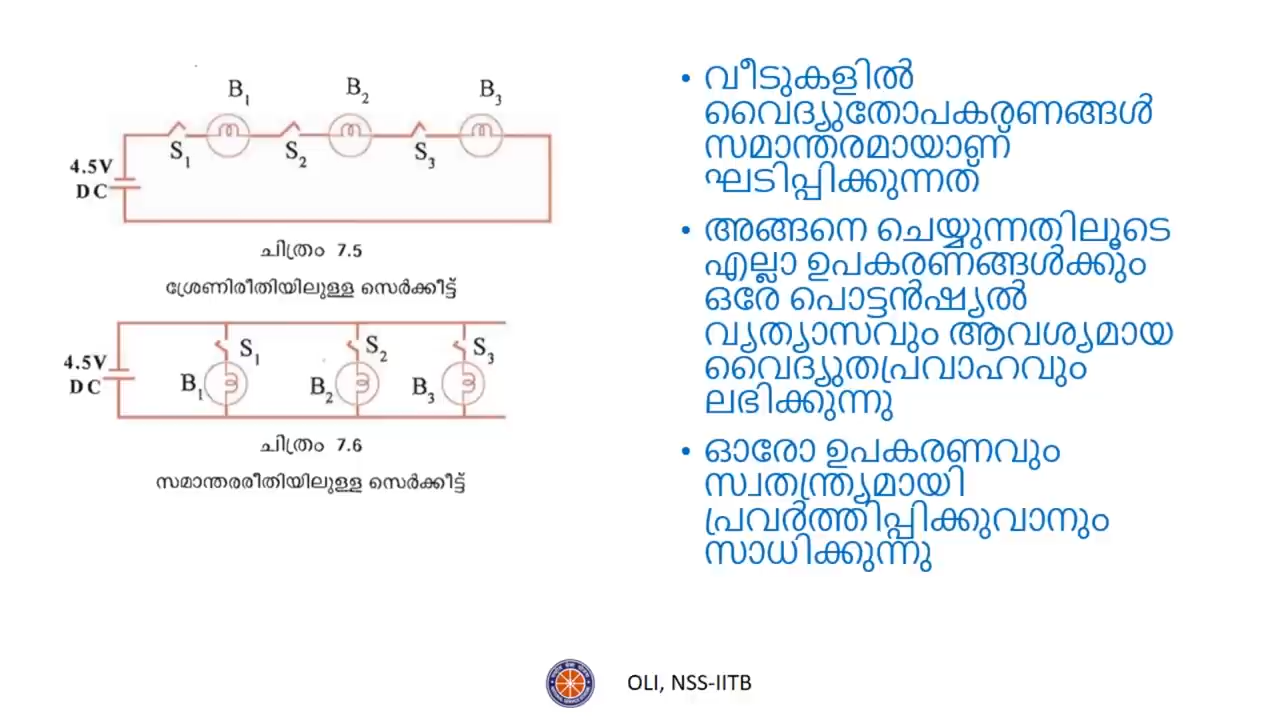 B1
B2
B3
S1
S2
S3
4.5V
DC
ചിത്രം 7.5
ശ്രേണിരീതിയിലുള്ള സെർക്കീട്ട്
4.5V
DC
S1
S2
S3
B1
B2
B3
ചിത്രം 7.6
സമാന്തരരീതിയിലുള്ള സെർക്കീട്ട്
• വീടുകളിൽ
വൈദ്യുതോപകരണങ്ങൾ
സമാന്തരമായാണ്
ഘടിപ്പിക്കുന്നത്
• അങ്ങനെ ചെയ്യുന്നതിലൂടെ
എല്ലാ ഉപകരണങ്ങൾക്കും
ഒരേ പൊട്ടൻഷ്യൽ
വ്യത്യാസവും ആവശ്യമായ
വൈദ്യുതപ്രവാഹവും
ലഭിക്കുന്നു
• ഓരോ ഉപകരണവും
സ്വതന്ത്ര്യമായി
പ്രവർത്തിപ്പിക്കുവാനും
സാധിക്കുന്നു
OLI, NSS-IITB